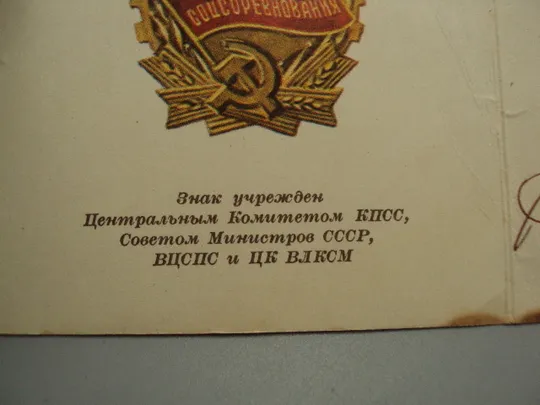 СОЦСОРЕВНОВАНИЯ
Знак учрежден
Центральным Комитетом КПСС,
Советом Министров СССР,
ВЦСПС и ЦК ВЛКСМ